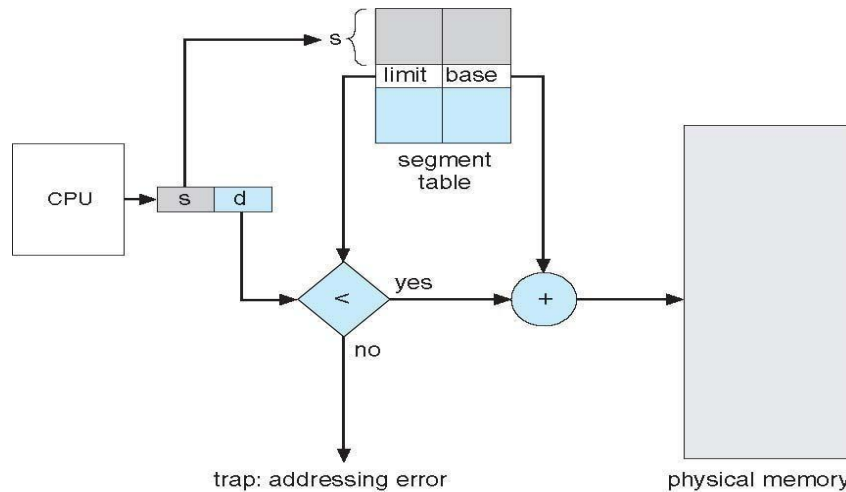 s
limit base
segment
table
CPU
s d
<
yes
+
no
trap: addressing error
physical memory